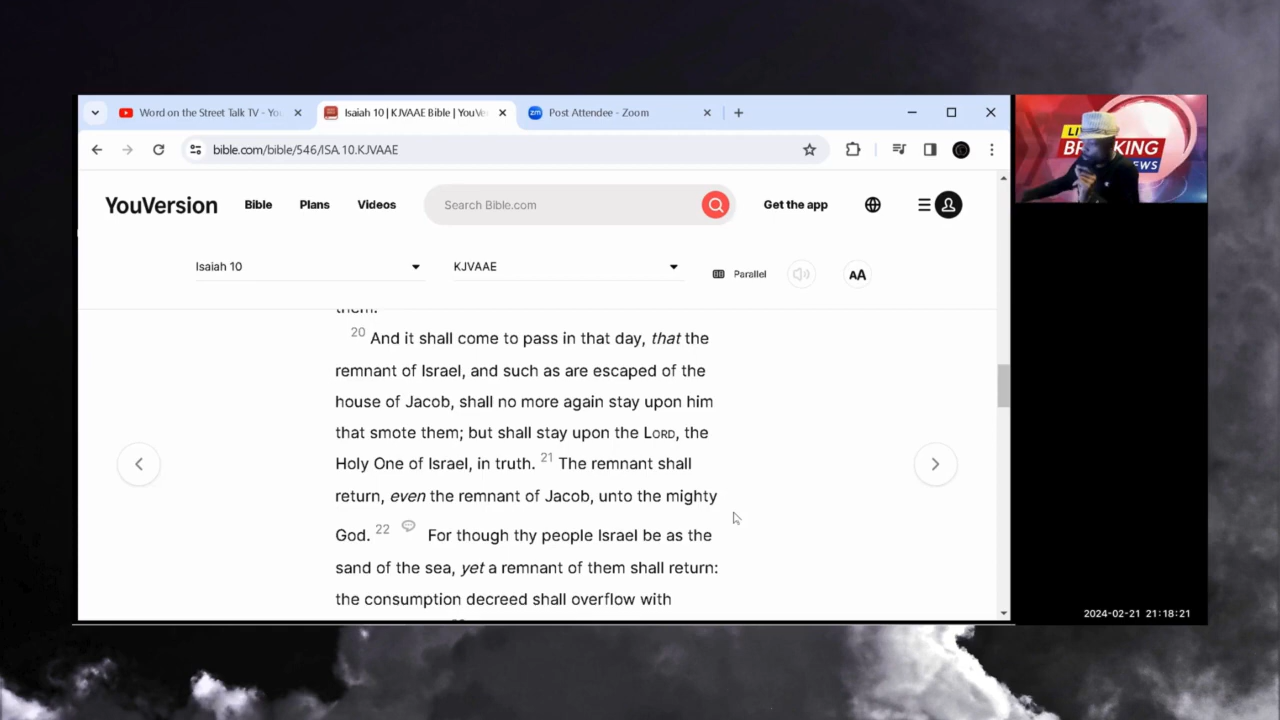 Word on the Street Talk TV - You
Isaiah 10 | KJVAAE Bible | YouVe
Post Attendee - Zoom
bible.com/bible/546/ISA.10.KJVAAE
YouVersion
Bible
Plans
Videos
Search Bible.com
Get the app
Isaiah 10
KJVAAE
Parallel
AA
them.
20 And it shall come to pass in that day, that the
remnant of Israel, and such as are escaped of the
house of Jacob, shall no more again stay upon him
that smote them; but shall stay upon the LORD, the
Holy One of Israel, in truth. 21 The remnant shall
return, even the remnant of Jacob, unto the mighty
God. 22 For though thy people Israel be as the
sand of the sea, yet a remnant of them shall return:
the consumption decreed shall overflow with
2024-02-21 21:18:21